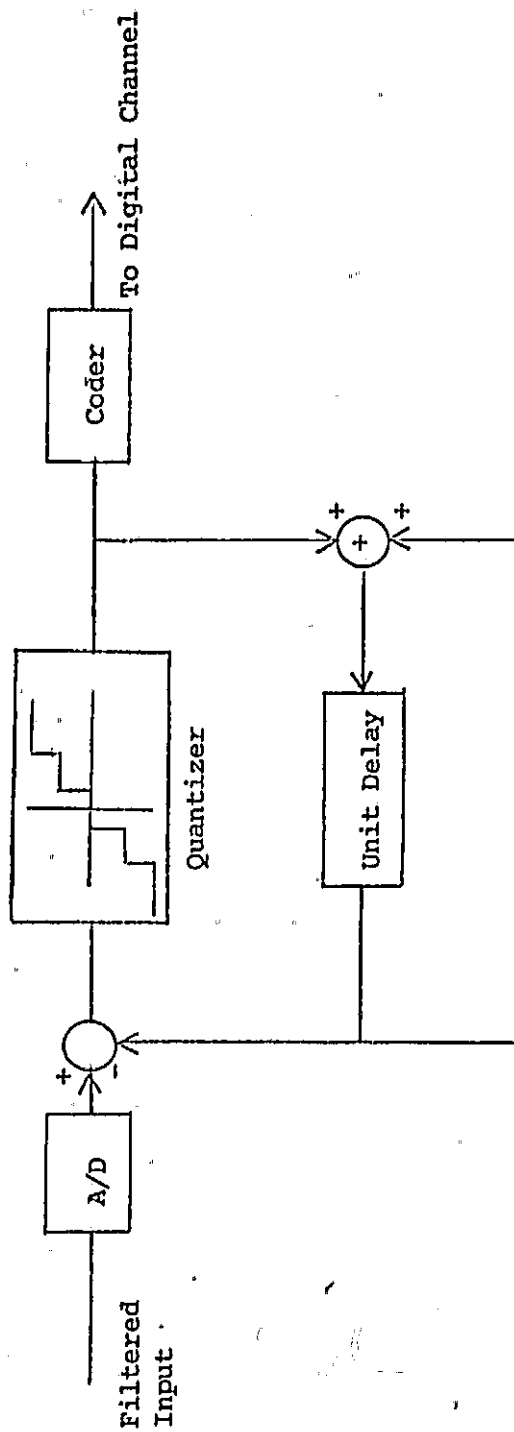 Filtered
Input
A/D
+
-
Quantizer
Coder
To Digital Channel
Unit Delay
+
+
+